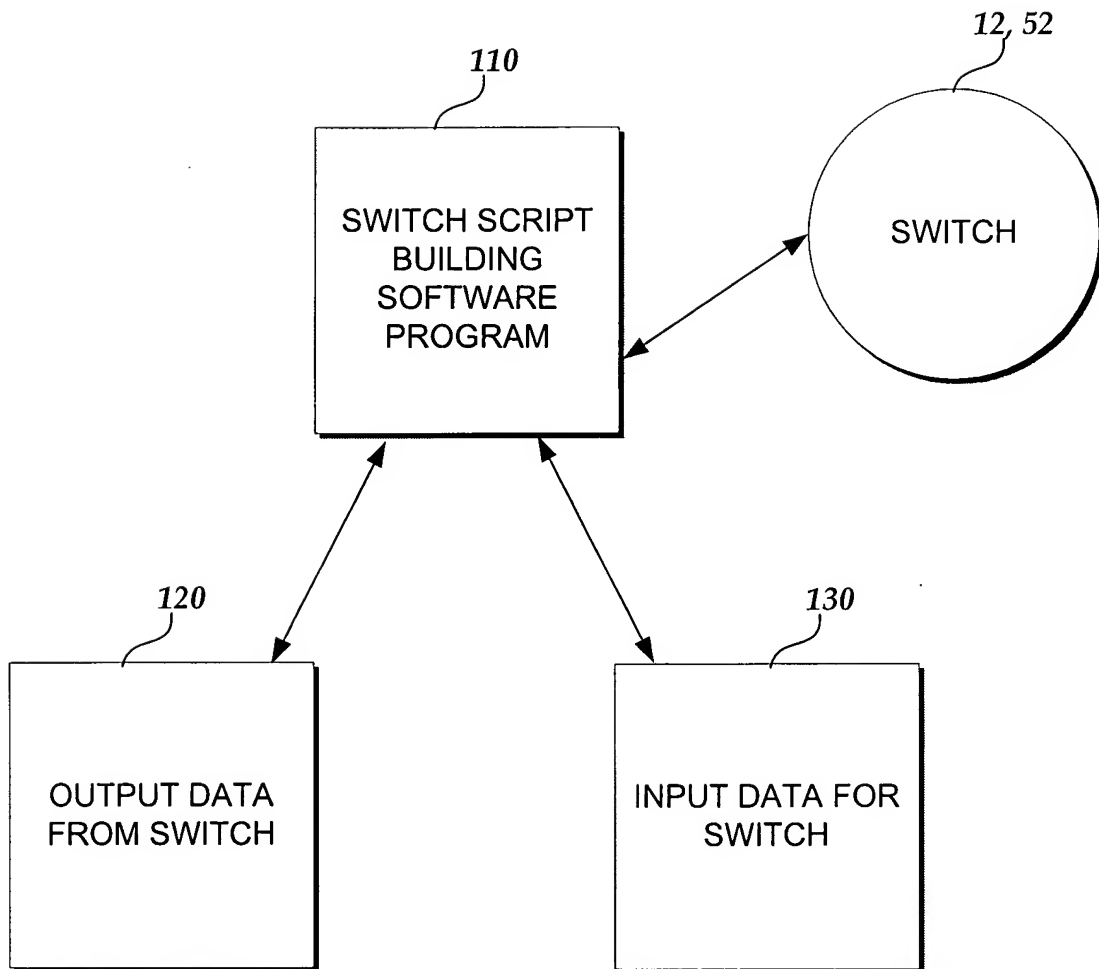 12, 52
110
SWITCH SCRIPT
BUILDING
SOFTWARE
PROGRAM
SWITCH
120
130
OUTPUT DATA
FROM SWITCH
INPUT DATA FOR
SWITCH